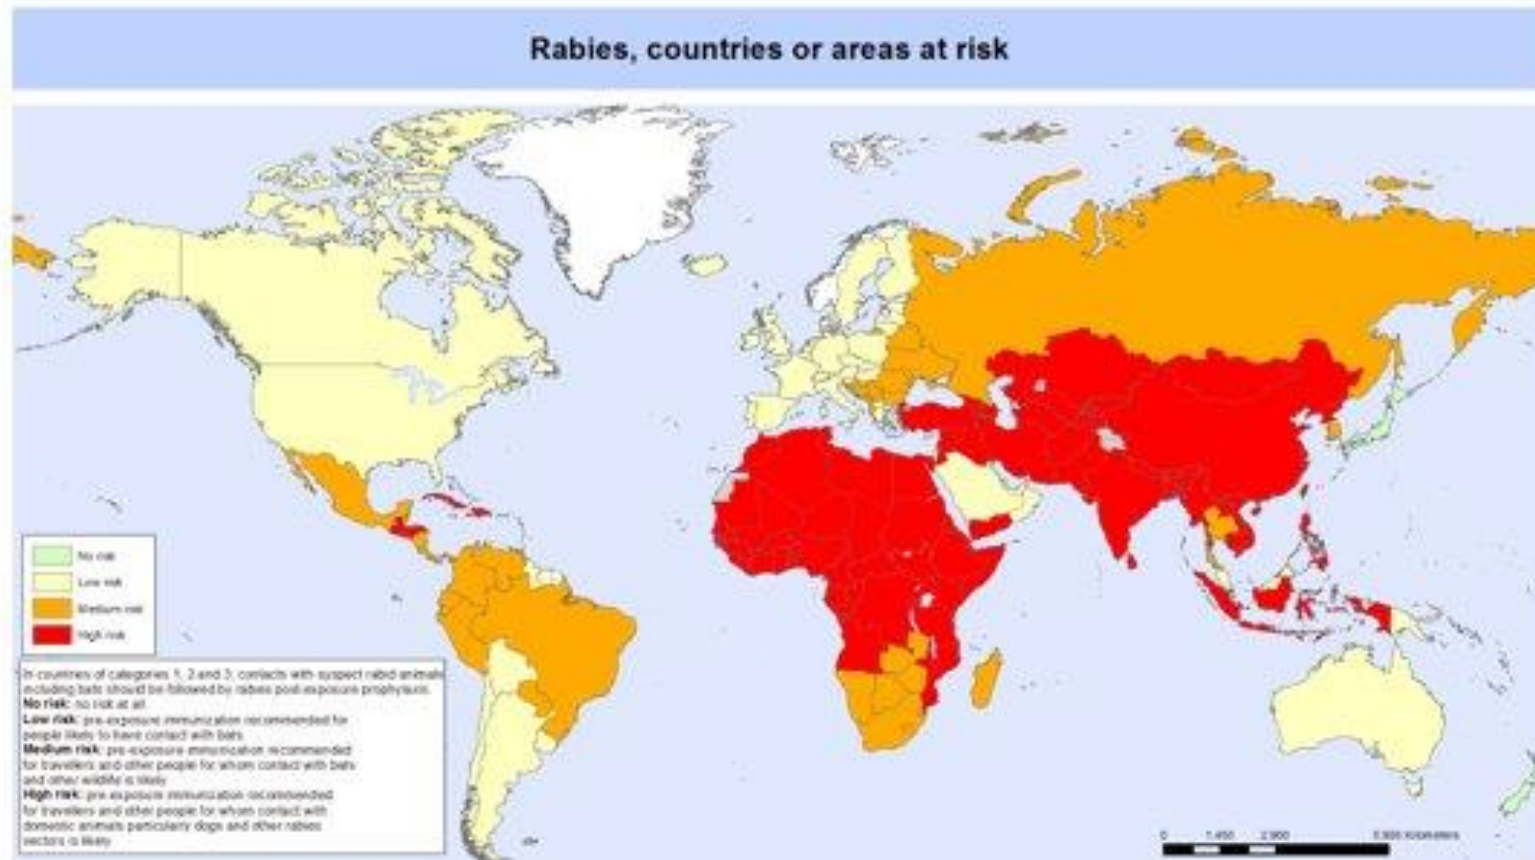 Rabies, countries or areas at risk
No risk
Low risk
Medium risk
High risk
In countries of categories 1, 2 and 3, contacts with suspect rabid animals
including bats should be followed by rabies post-exposure prophylaxis.
No risk: no risk at all
Low risk: pre-exposure immunization recommended for
people likely to have contact with bats
Medium risk: pre-exposure immunization recommended
for travellers and other people for whom contact with bats
and other wildlife is likely
High risk: pre-exposure immunization recommended
for travellers and other people for whom contact with
domestic animals particularly dogs and other rabies
vectors is likely
0
Kilometers